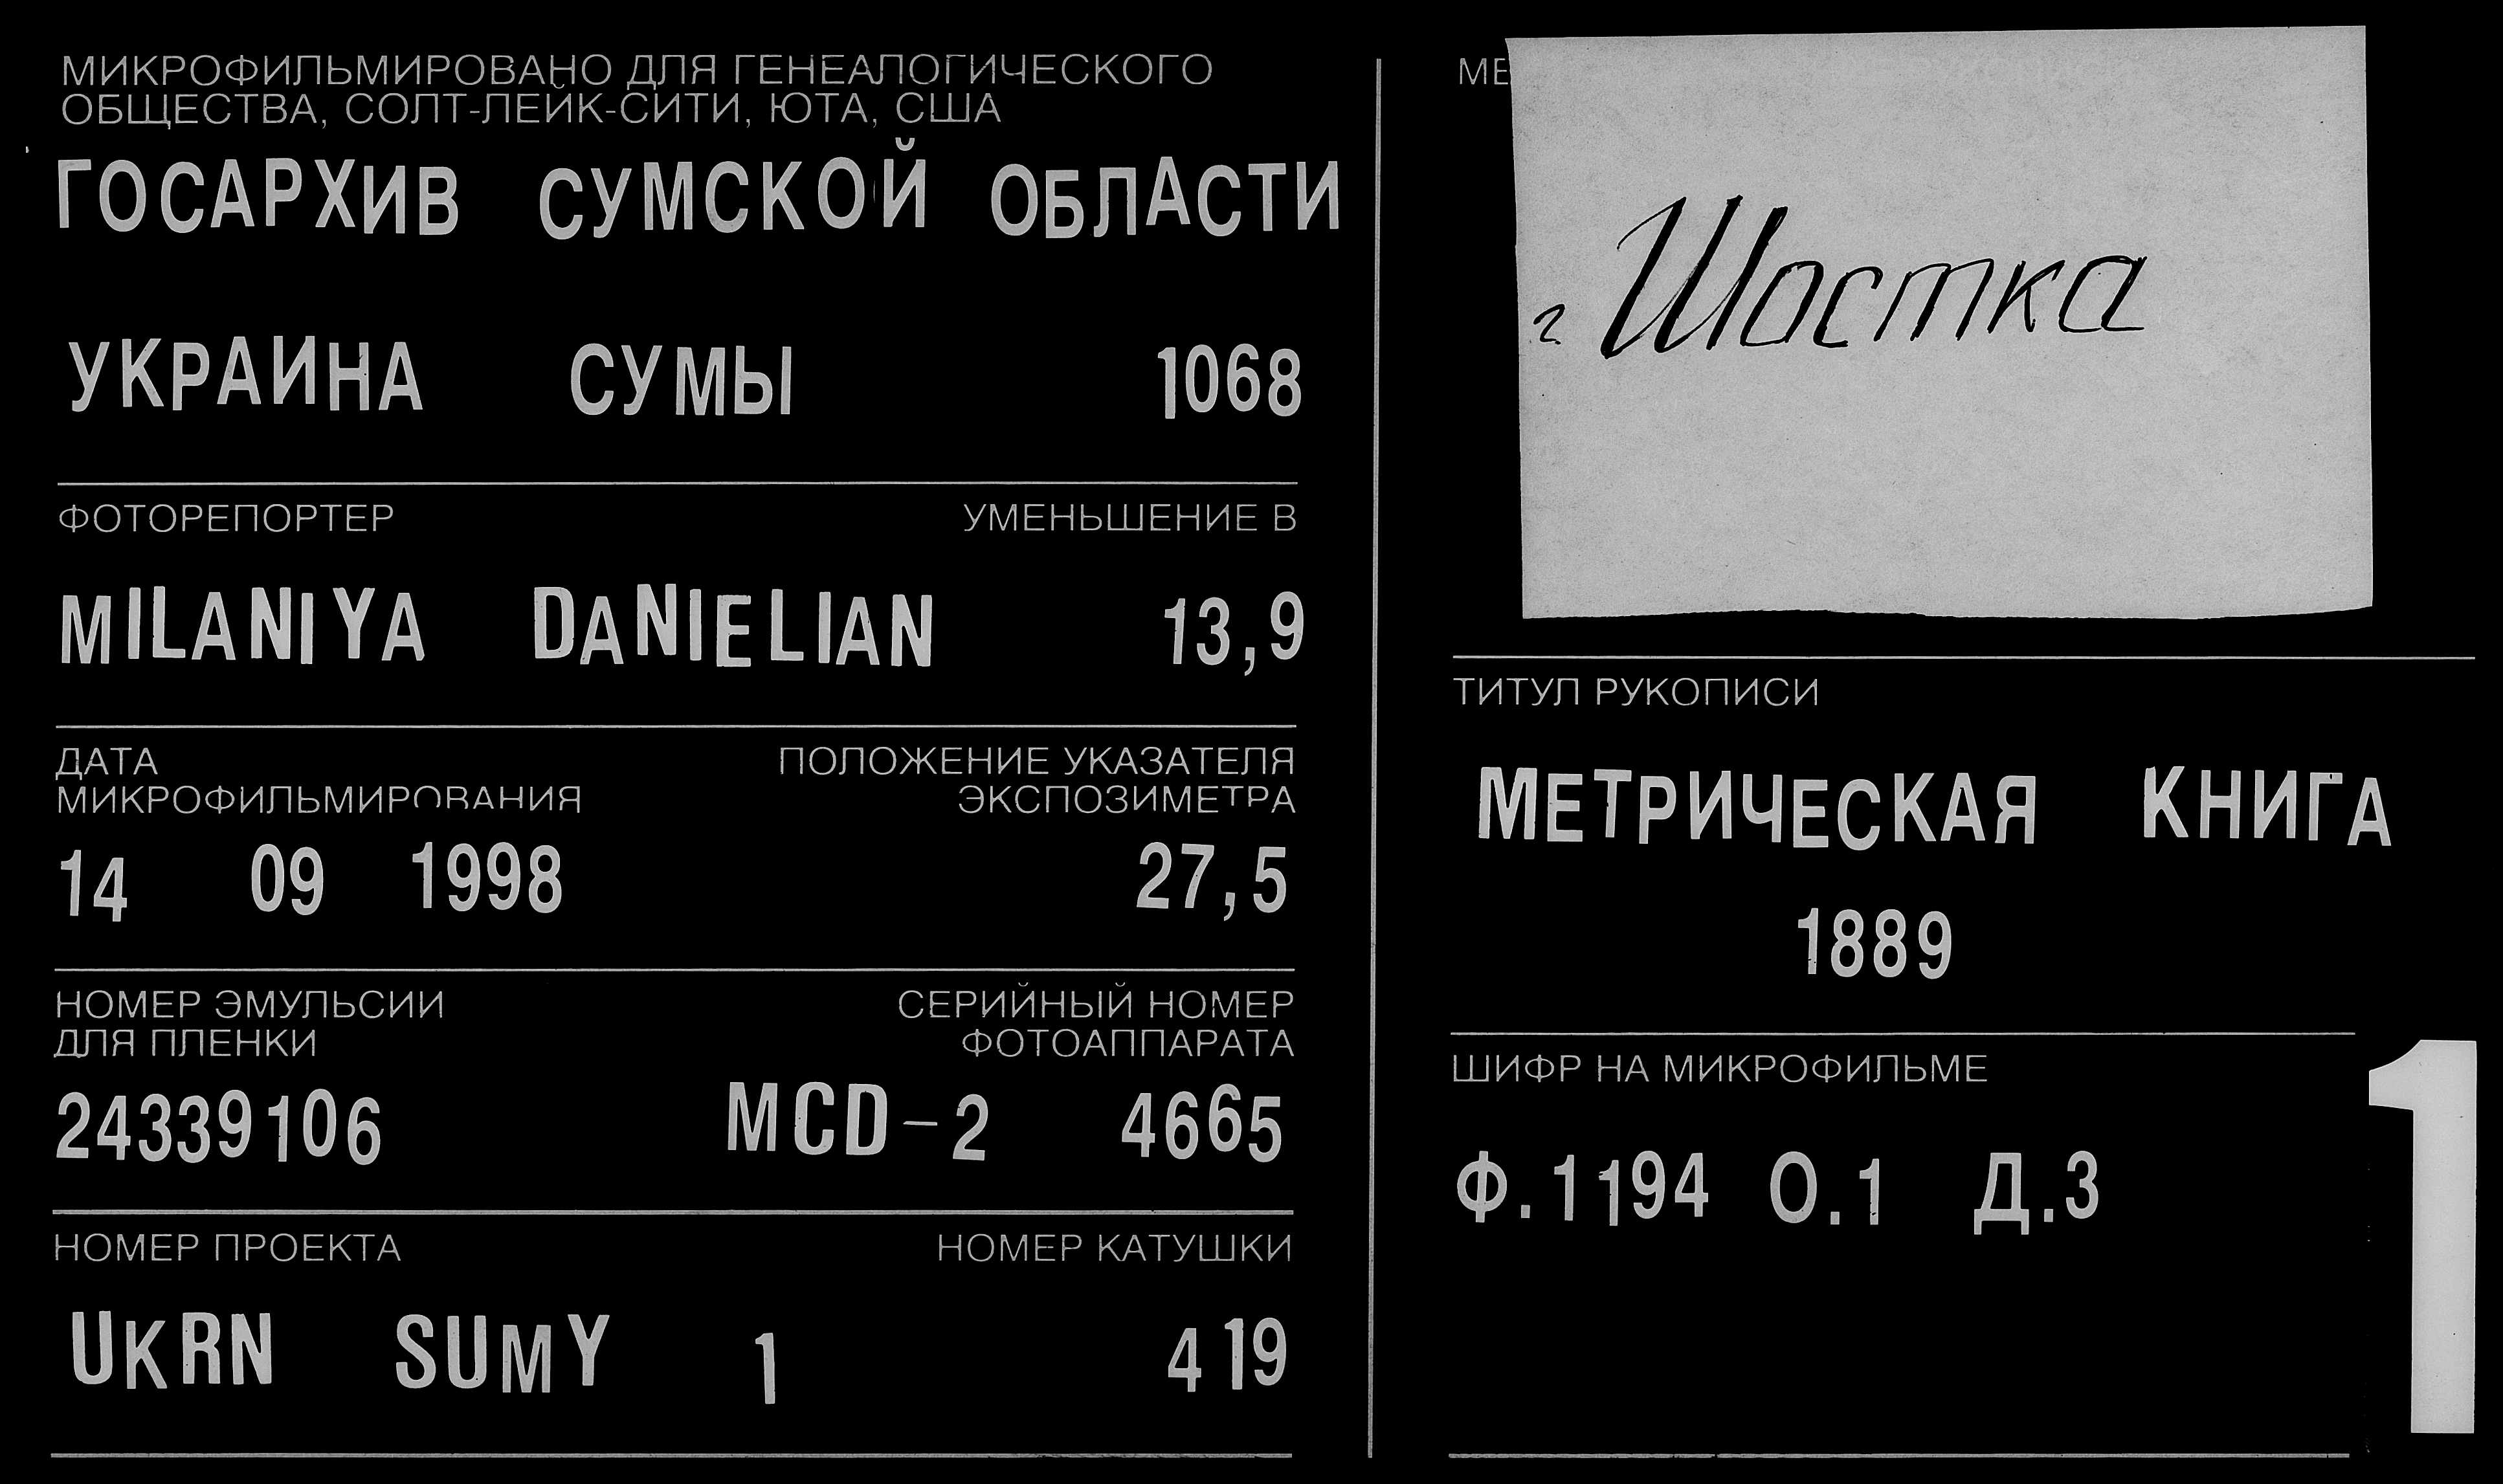 МИКРОФИЛЬМИРОВАНО ДЛЯ ГЕНЕАЛОГИЧЕСКОГО
ОБЩЕСТВА, СОЛТ-ЛЕЙК-СИТИ, ЮТА, США
ГОСАРХИВ СУМСКОЙ ОБЛАСТИ
УКРАИНА СУМЫ 1068
ФОТОРЕПОРТЕР УМЕНЬШЕНИЕ В
MILANIYA DANIELIAN 13,9
ДАТА ПОЛОЖЕНИЕ УКАЗАТЕЛЯ
МИКРОФИЛЬМИРОВАНИЯ ЭКСПОЗИМЕТРА
14 09 1998 27,5
НОМЕР ЭМУЛЬСИИ СЕРИЙНЫЙ НОМЕР
ДЛЯ ПЛЕНКИ ФОТОАППАРАТА
24339106 MCD-2 4665
НОМЕР ПРОЕКТА НОМЕР КАТУШКИ
UKRN SUMY 1 419
г. Шостка
ТИТУЛ РУКОПИСИ
МЕТРИЧЕСКАЯ КНИГА
1889
ШИФР НА МИКРОФИЛЬМЕ
Ф.1194 О.1 Д.3
1